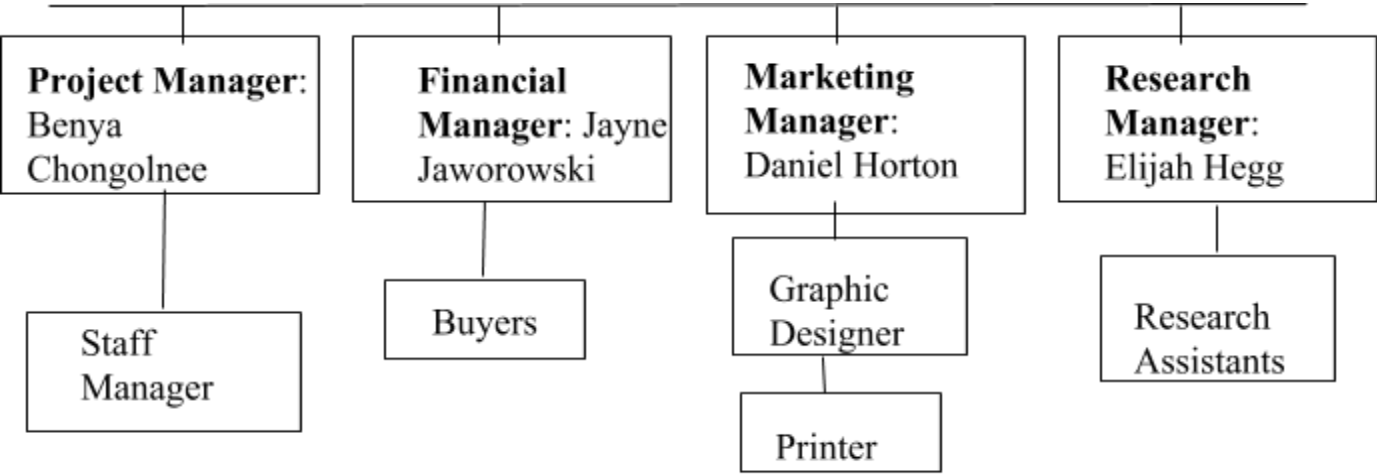 Project Manager:
Benya
Chongolnee
Financial
Manager: Jayne
Jaworowski
Marketing
Manager:
Daniel Horton
Research
Manager:
Elijah Hegg
Staff
Manager
Buyers
Graphic
Designer
Printer
Research
Assistants